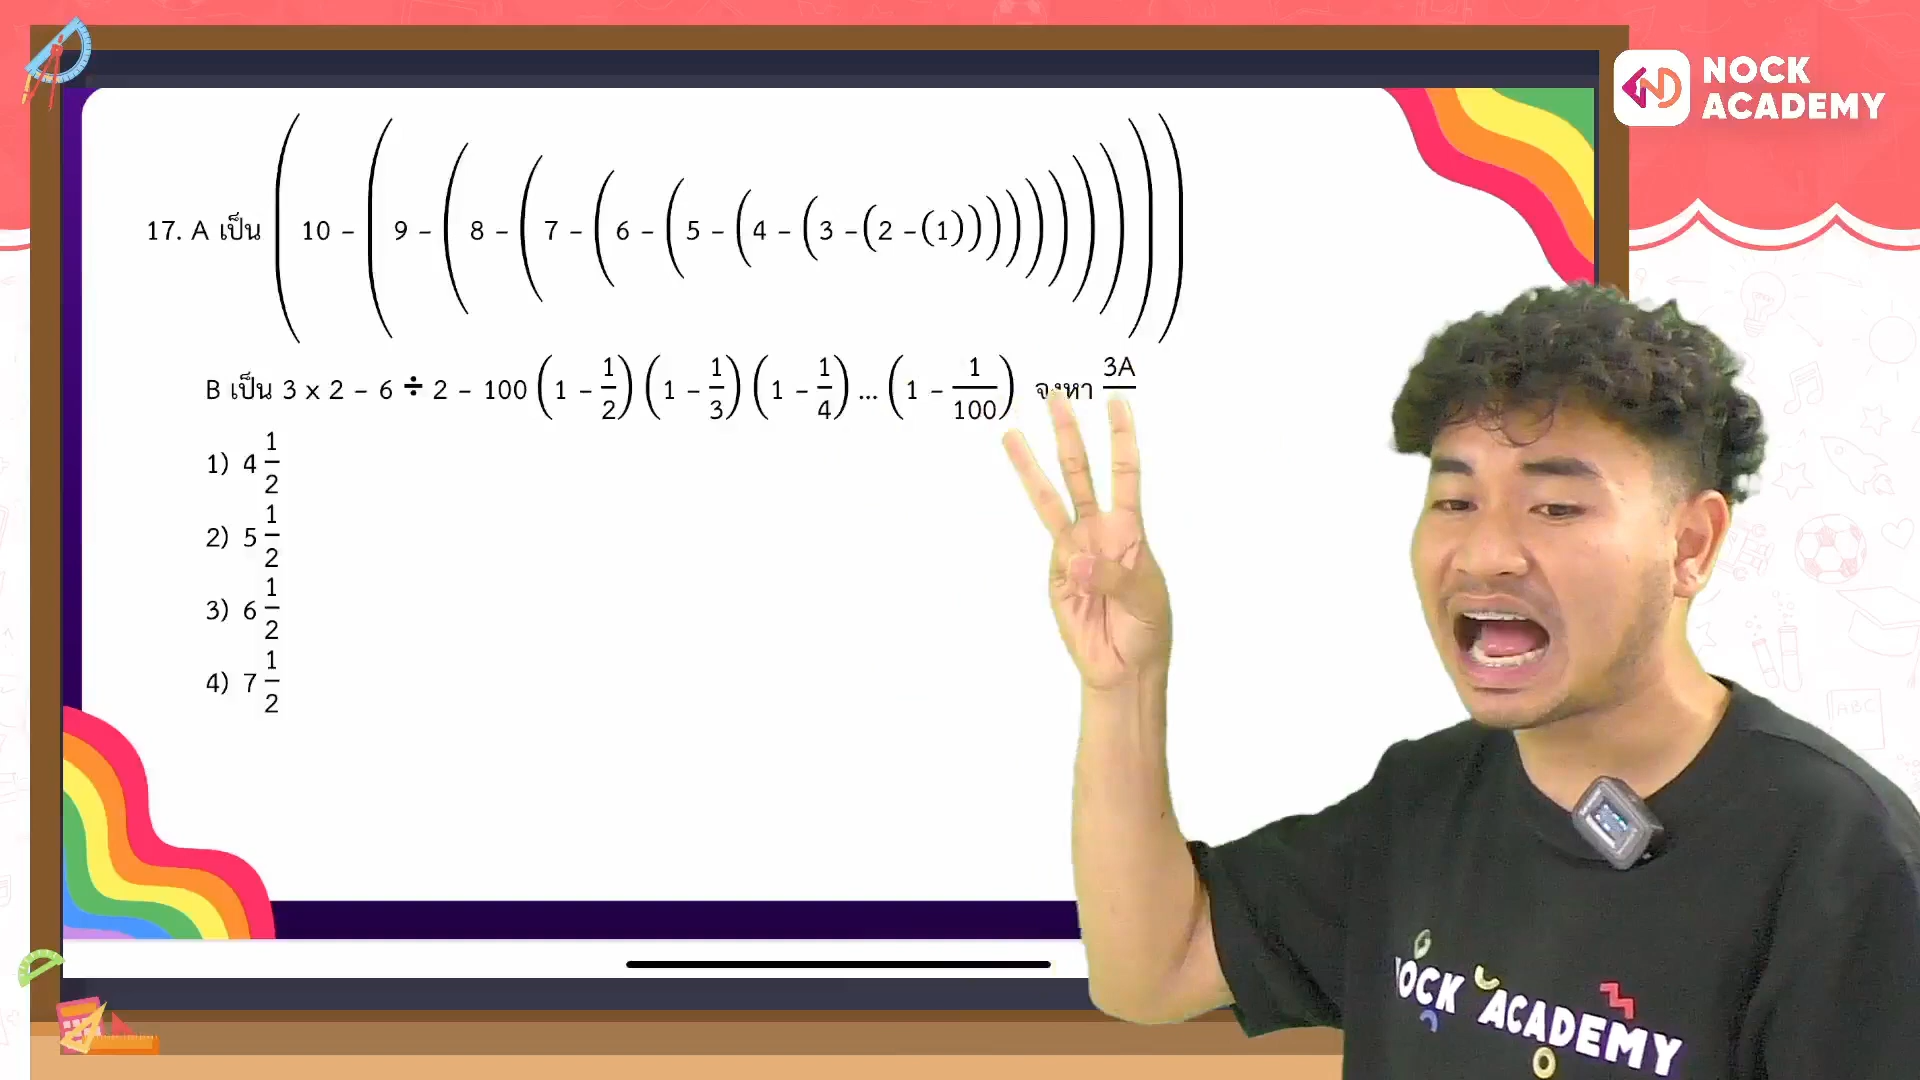 NOCK
ACADEMY
17. A เป็น (10 – (9 – (8 – (7 – (6 – (5 – (4 – (3 – (2 – (1))))))))))
B เป็น 3 x 2 – 6 ÷ 2 – 100 (1 – 1/2) (1 – 1/3) (1 – 1/4) ... (1 – 1/100) จงหา 3A
1) 4 1/2
2) 5 1/2
3) 6 1/2
4) 7 1/2
ABC
NOCK ACADEMY